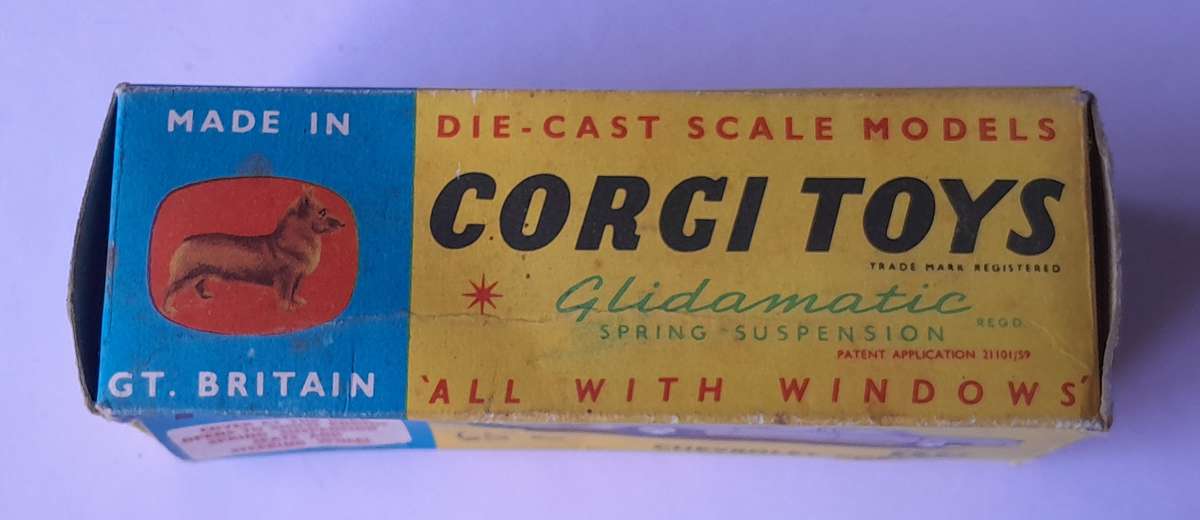 MADE IN
GT. BRITAIN
DIE-CAST SCALE MODELS
CORGI TOYS
TRADE MARK REGISTERED
Glidamatic
REGD.
SPRING SUSPENSION
PATENT APPLICATION 21101/59
'ALL WITH WINDOWS'
CHEVROLET